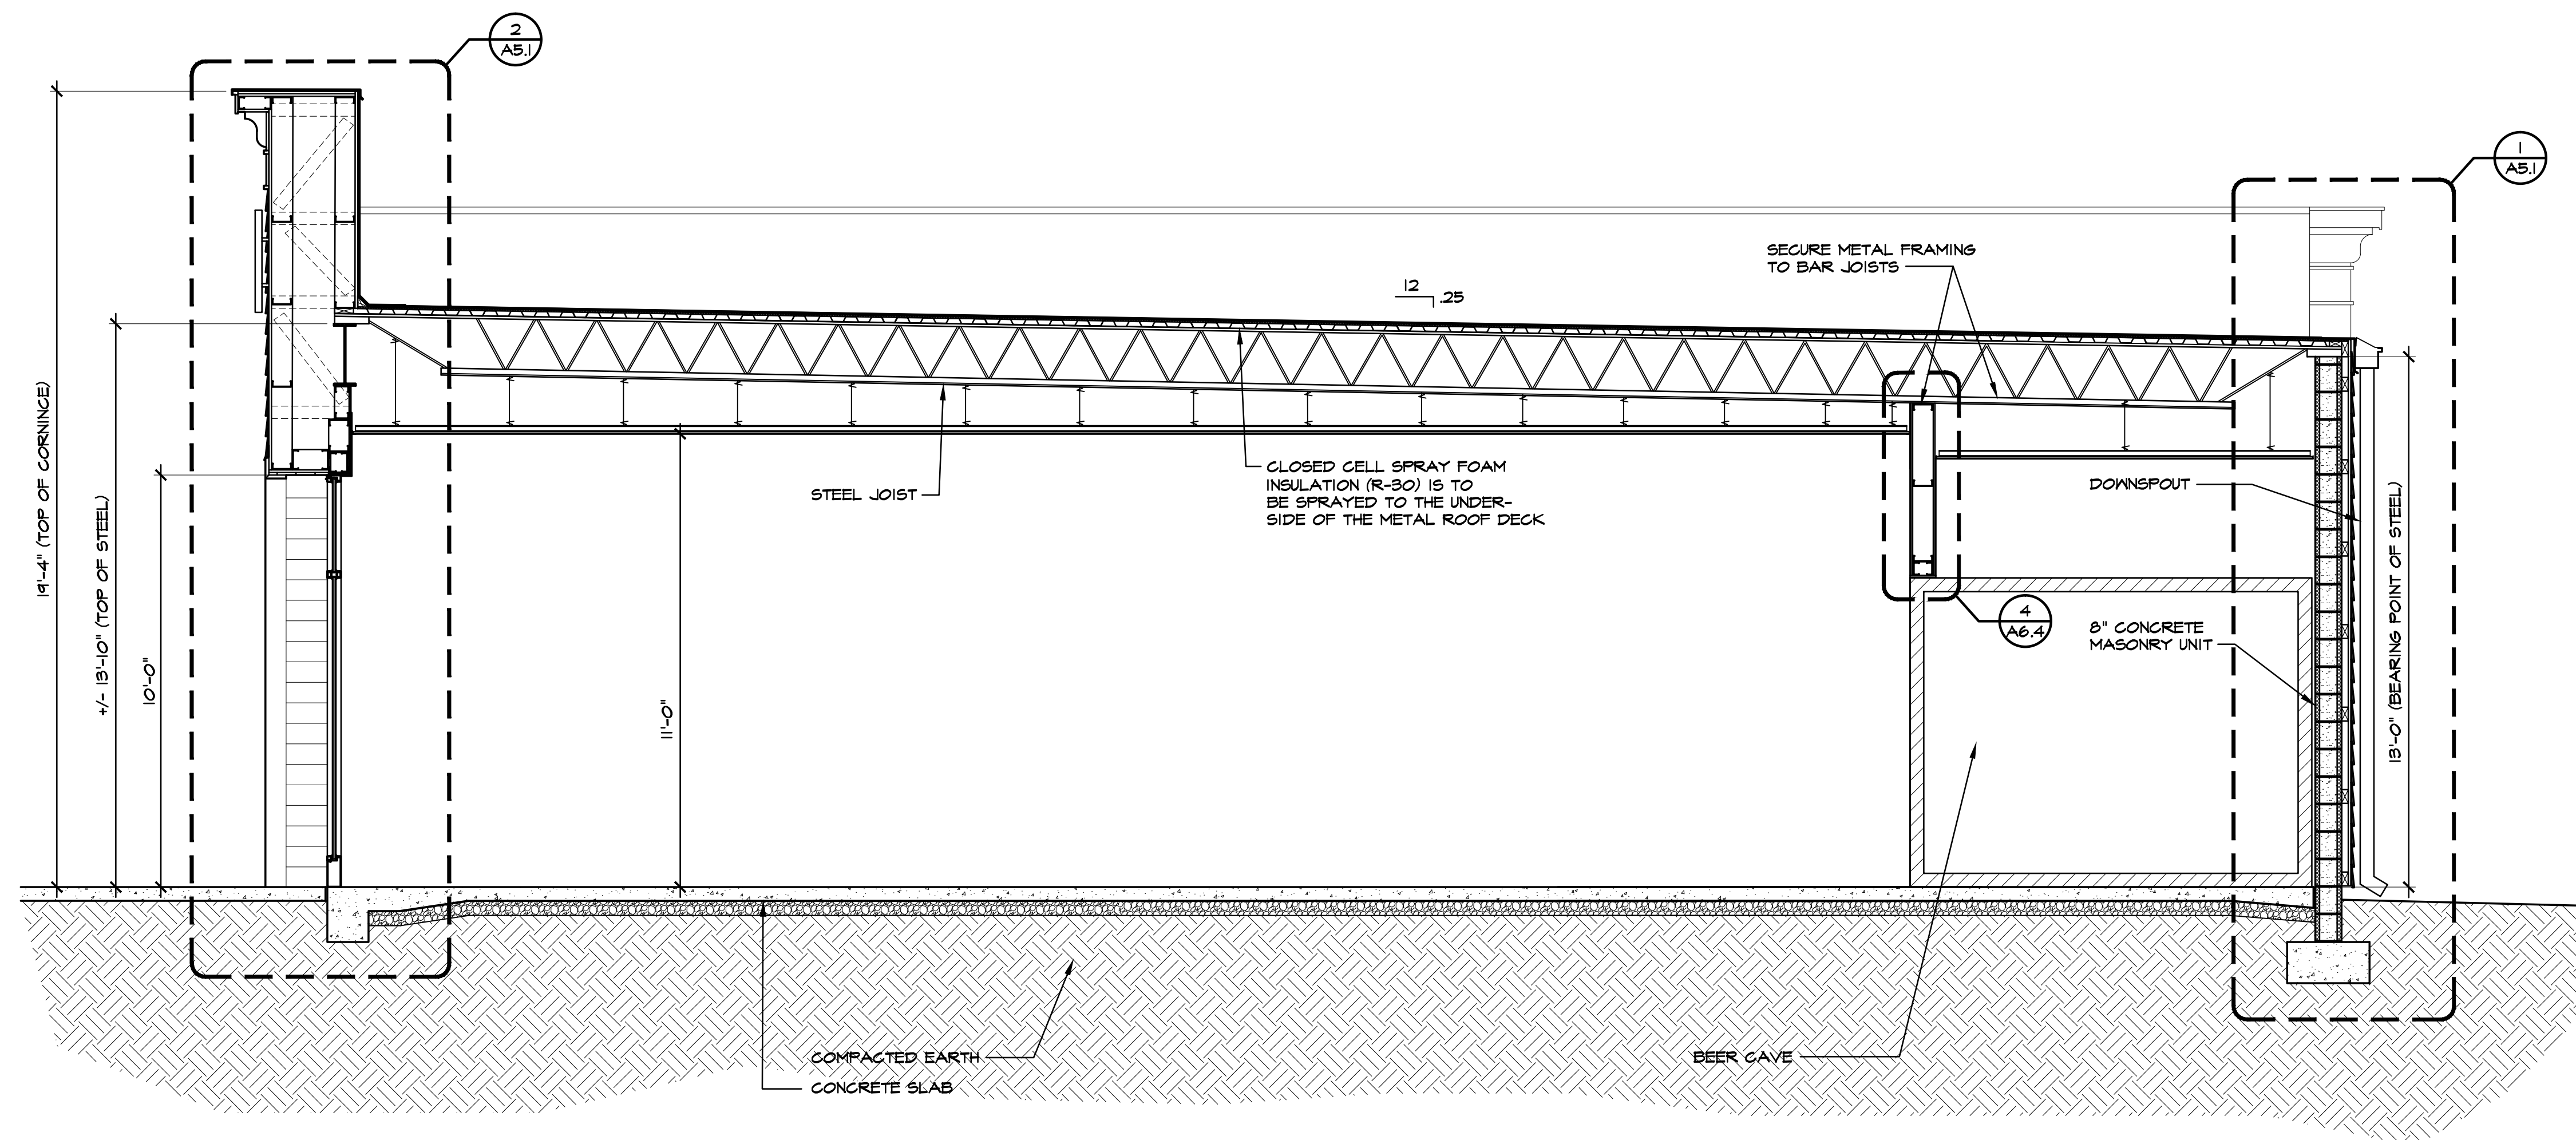 2
A5.1
1
A5.1
SECURE METAL FRAMING
TO BAR JOISTS
12
.25
19'-4" (TOP OF CORNINCE)
+/- 13'-10" (TOP OF STEEL)
10'-0"
11'-0"
STEEL JOIST
CLOSED CELL SPRAY FOAM
INSULATION (R-30) IS TO
BE SPRAYED TO THE UNDER-
SIDE OF THE METAL ROOF DECK
DOWNSPOUT
4
A6.4
8" CONCRETE
MASONRY UNIT
13'-0" (BEARING POINT OF STEEL)
COMPACTED EARTH
CONCRETE SLAB
BEER CAVE